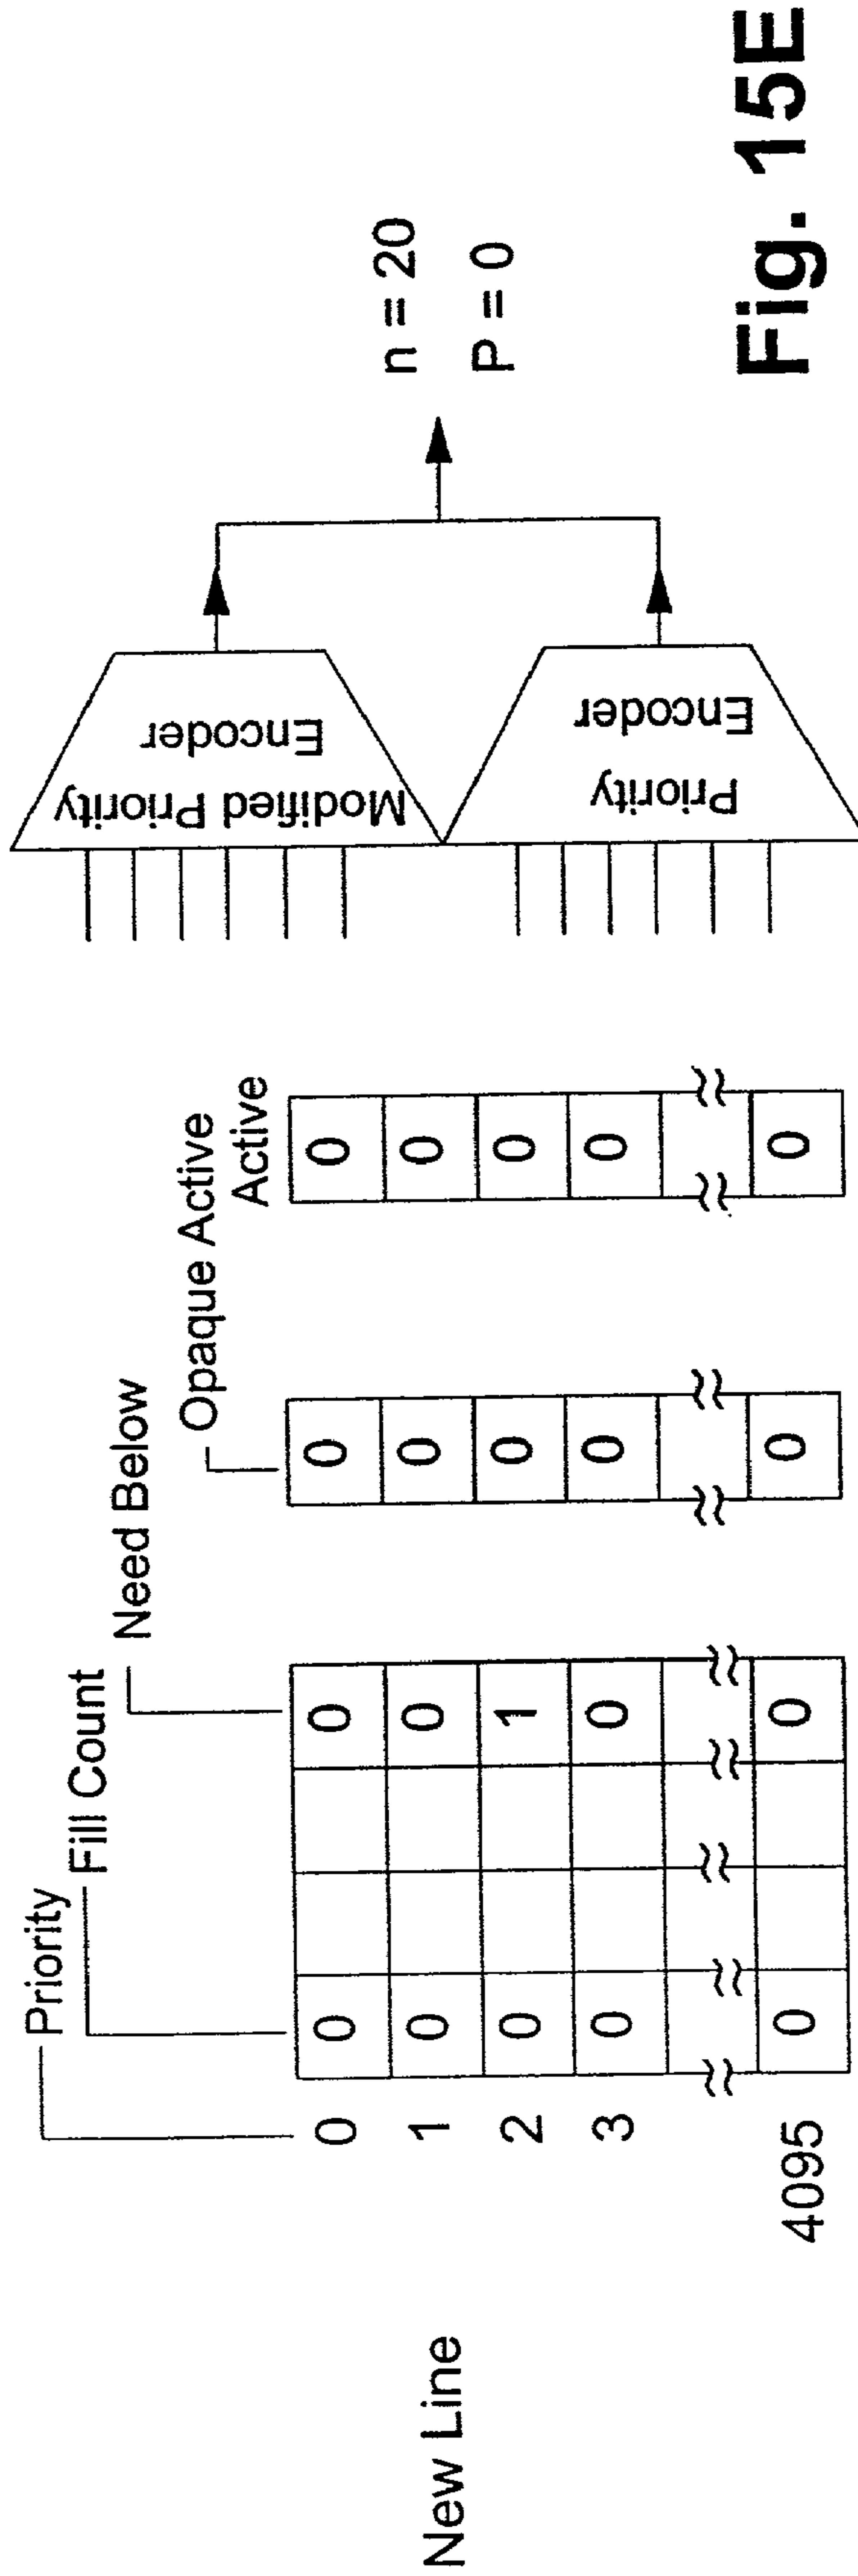 New Line
Priority
Fill Count
Need Below
Opaque Active
Active
0 0 0 0 0
1 0 0 0 0
2 0 1 0 0
3 0 0 0 0
4095 0 0 0 0
Modified Priority
Encoder
Priority
Encoder
n = 20
P = 0
Fig. 15E